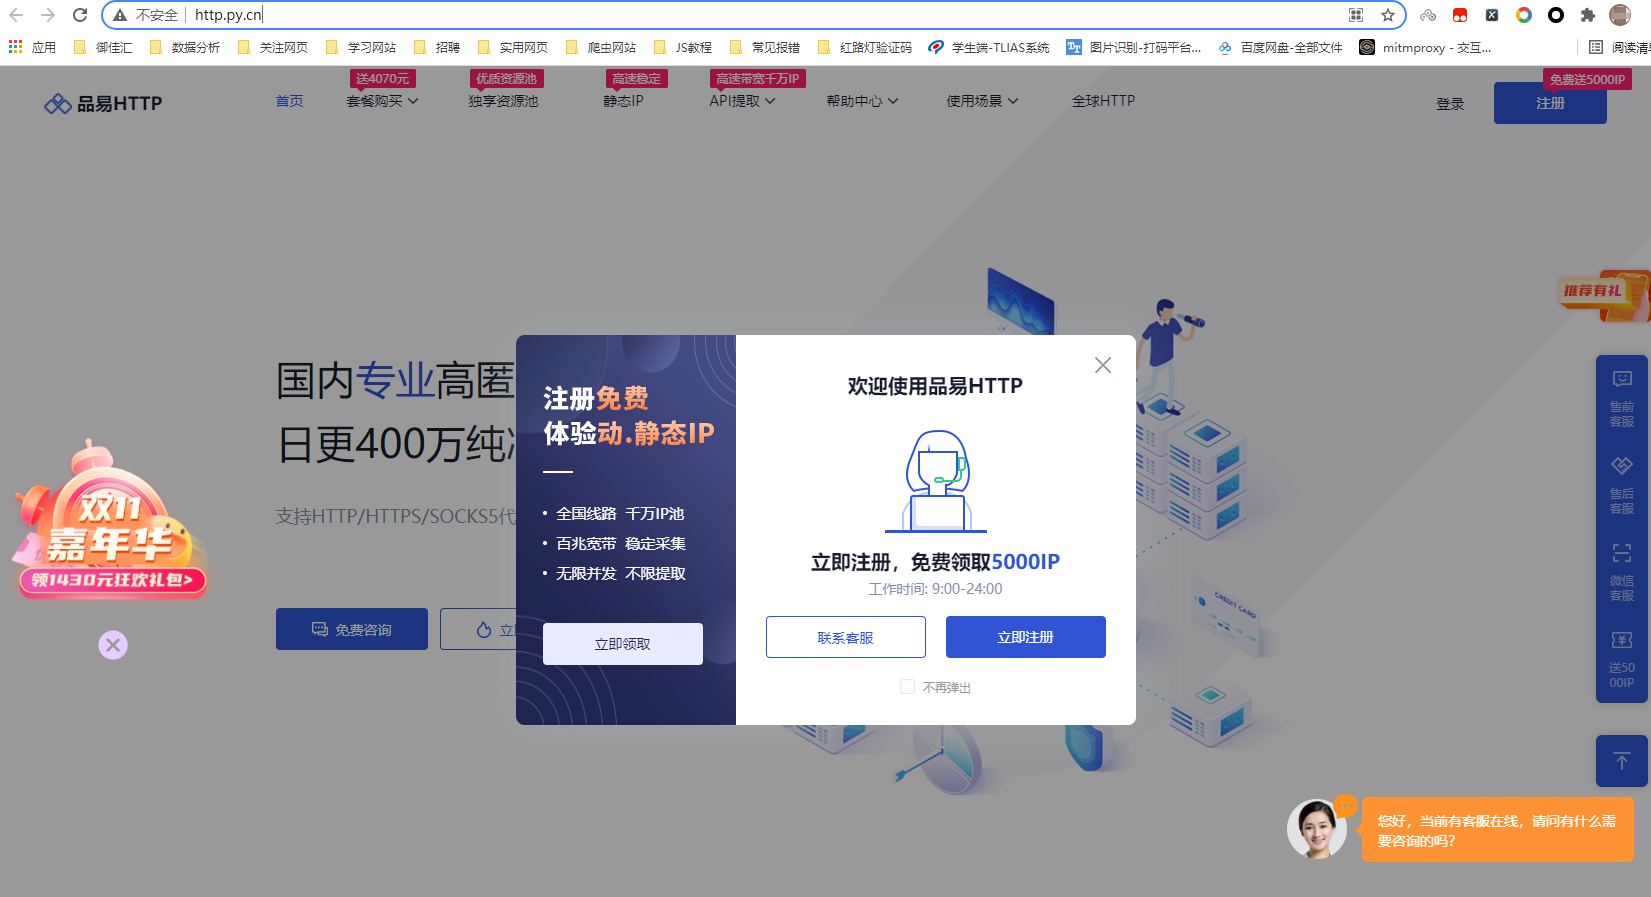 不安全 http.py.cn
应用 御佳汇 数据分析 关注网页 学习网站 招聘 实用网页 爬虫网站 JS教程 常见报错 红路灯验证码 学生端-TLIAS系统 图片识别-打码平台... 百度网盘-全部文件 mitmproxy - 交互... 阅读清
送4070元 优质资源池 高速稳定 高速带宽千万IP 免费送5000IP
品易HTTP 首页 套餐购买 独享资源池 静态IP API提取 帮助中心 使用场景 全球HTTP 登录 注册
推荐有礼
国内专业高匿
日更400万纯
支持HTTP/HTTPS/SOCKS5代
免费咨询
双11
嘉年华
领1430元狂欢礼包>
注册免费
体验动.静态IP
全国线路 千万IP池
百兆宽带 稳定采集
无限并发 不限提取
立即领取
欢迎使用品易HTTP
立即注册，免费领取5000IP
工作时间: 9:00-24:00
联系客服 立即注册
不再弹出
CREDIT CARD
售前
客服
售后
客服
微信
客服
送50
00IP
您好，当前有客服在线，请问有什么需
要咨询的吗？